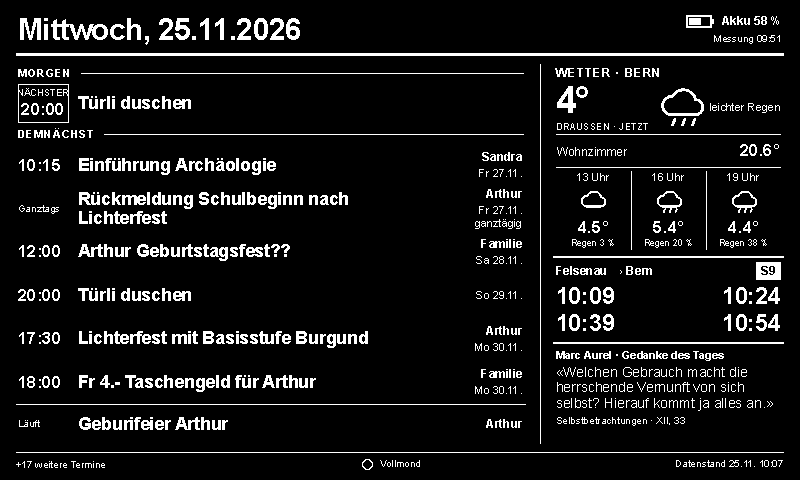 Mittwoch, 25.11.2026
Akku 58 %
Messung 09:51
MORGEN
NÄCHSTER
20:00 Türli duschen
DEMNÄCHST
10:15 Einführung Archäologie Sandra
Fr 27.11.
Ganztags Rückmeldung Schulbeginn nach
Lichterfest
Arthur
Fr 27.11.
ganztägig
12:00 Arthur Geburtstagsfest?? Familie
Sa 28.11.
20:00 Türli duschen So 29.11.
17:30 Lichterfest mit Basisstufe Burgund Arthur
Mo 30.11.
18:00 Fr 4.- Taschengeld für Arthur Familie
Mo 30.11.
Läuft Geburifeier Arthur Arthur
WETTER · BERN
4°
leichter Regen
DRAUSSEN · JETZT
Wohnzimmer 20.6°
13 Uhr 16 Uhr 19 Uhr
4.5° 5.4° 4.4°
Regen 3 % Regen 20 % Regen 38 %
Felsenau › Bern S9
10:09 10:24
10:39 10:54
Marc Aurel · Gedanke des Tages
«Welchen Gebrauch macht die
herrschende Vernunft von sich
selbst? Hierauf kommt ja alles an.»
Selbstbetrachtungen · XII, 33
+17 weitere Termine
Vollmond
Datenstand 25.11. 10:07